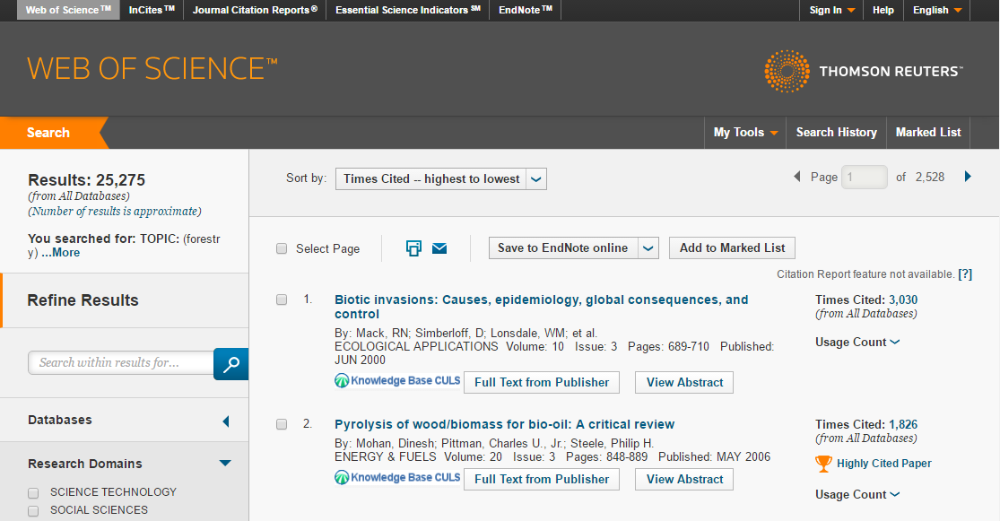 Web of Science™ InCites™ Journal Citation Reports® Essential Science Indicators℠ EndNote™ Sign In Help English
WEB OF SCIENCE™
THOMSON REUTERS™
Search My Tools Search History Marked List
Results: 25,275
(from All Databases)
(Number of results is approximate)
You searched for: TOPIC: (forestr
y) ...More
Refine Results
Search within results for...
Databases
Research Domains
SCIENCE TECHNOLOGY
SOCIAL SCIENCES
Sort by: Times Cited -- highest to lowest Page 1 of 2,528
Select Page Save to EndNote online Add to Marked List
Citation Report feature not available. [?]
1. Biotic invasions: Causes, epidemiology, global consequences, and
control
By: Mack, RN; Simberloff, D; Lonsdale, WM; et al.
ECOLOGICAL APPLICATIONS Volume: 10 Issue: 3 Pages: 689-710 Published:
JUN 2000
Knowledge Base CULS Full Text from Publisher View Abstract
Times Cited: 3,030
(from All Databases)
Usage Count
2. Pyrolysis of wood/biomass for bio-oil: A critical review
By: Mohan, Dinesh; Pittman, Charles U., Jr.; Steele, Philip H.
ENERGY & FUELS Volume: 20 Issue: 3 Pages: 848-889 Published: MAY 2006
Knowledge Base CULS Full Text from Publisher View Abstract
Times Cited: 1,826
(from All Databases)
Highly Cited Paper
Usage Count